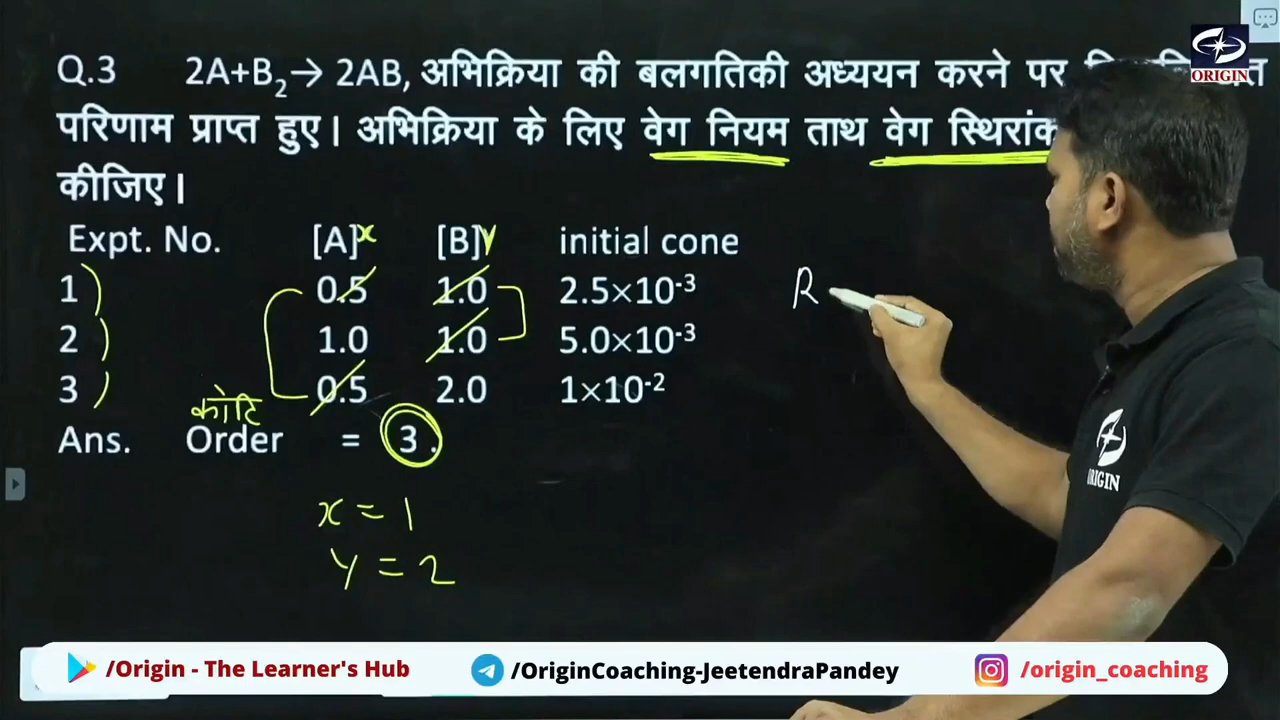 ORIGIN
Q.3 2A+B₂→ 2AB, अभिक्रिया की बलगतिकी अध्ययन करने पर
परिणाम प्राप्त हुए। अभिक्रिया के लिए वेग नियम ताथ वेग स्थिरांक
कीजिए।
Expt. No. [A]x [B]y initial cone
1) 0.5 1.0 2.5×10⁻³
2) 1.0 1.0 5.0×10⁻³
3) 0.5 2.0 1×10⁻²
कोटि
Ans. Order = 3.
x = 1
y = 2
R
ORIGIN
/Origin - The Learner's Hub
/OriginCoaching-JeetendraPandey
/origin_coaching